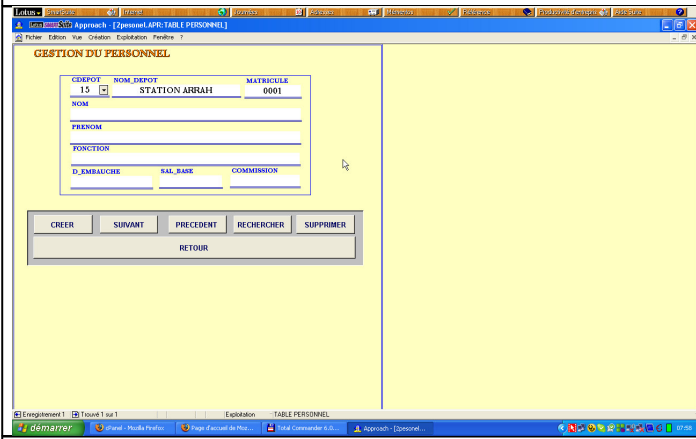 Lotus
Approach - [2pesonel.APR:TABLE PERSONNEL]
Fichier Edition Vue Création Exploitation Fenêtre ?
GESTION DU PERSONNEL
CDEPOT NOM_DEPOT MATRICULE
15 STATION ARRAH 0001
NOM
PRENOM
FONCTION
D_EMBAUCHE SAL_BASE COMMISSION
CREER SUIVANT PRECEDENT RECHERCHER SUPPRIMER
RETOUR
Enregistrement 1 Trouvé 1 sur 1 Exploitation TABLE PERSONNEL
démarrer cPanel - Mozilla Firefox Page d'accueil de Moz... Total Commander 6.0... Approach - [2pesonel... 07:58